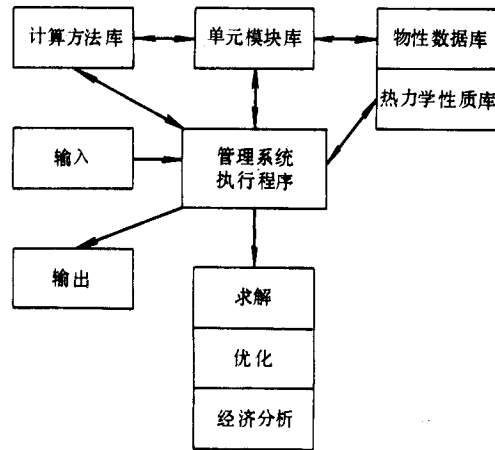 计算方法库
单元模块库
物性数据库
热力学性质库
输入
管理系统
执行程序
输出
求解
优化
经济分析